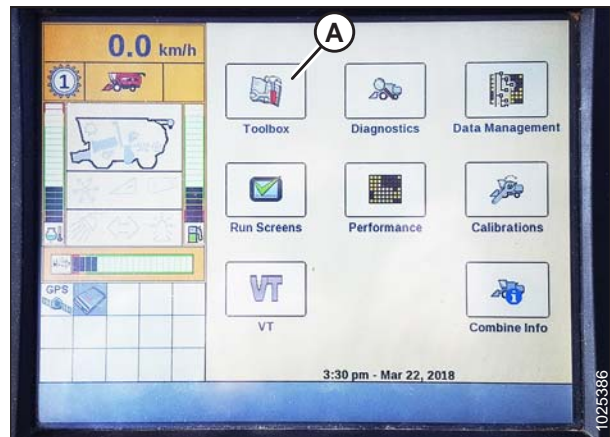 A
0.0 km/h
1
Toolbox
Diagnostics
Data Management
Run Screens
Performance
Calibrations
GPS
VT
VT
Combine Info
3:30 pm - Mar 22, 2018
1025386